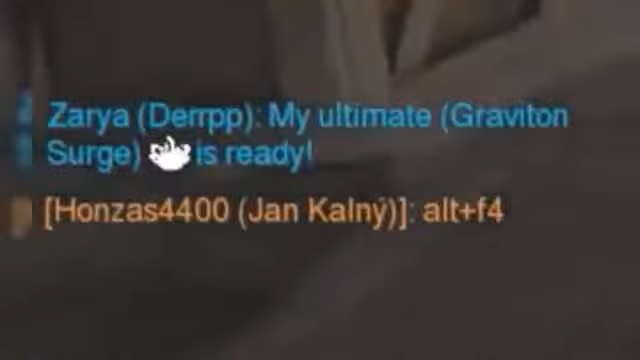 Zarya (Derrpp): My ultimate (Graviton
Surge) is ready!
[Honzas4400 (Jan Kalný)]: alt+f4